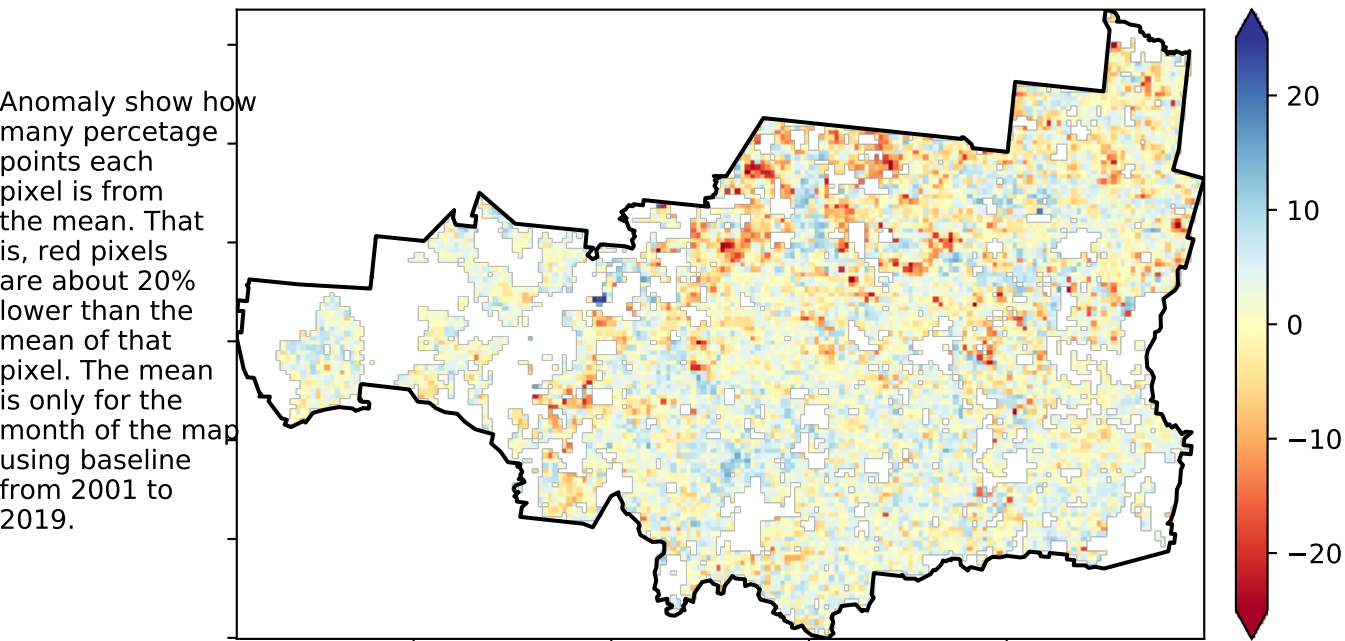 Anomaly show how
many percetage
points each
pixel is from
the mean. That
is, red pixels
are about 20%
lower than the
mean of that
pixel. The mean
is only for the
month of the map
using baseline
from 2001 to
2019.
20
10
0
−10
−20